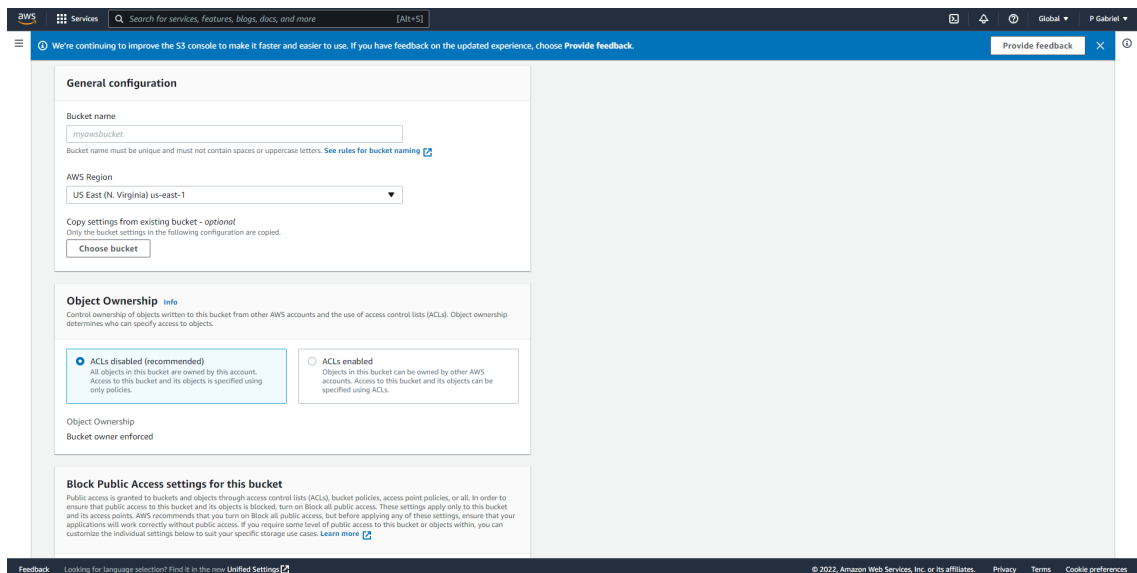 aws
Services
Search for services, features, blogs, docs, and more
[Alt+S]
Global
P Gabriel
We're continuing to improve the S3 console to make it faster and easier to use. If you have feedback on the updated experience, choose Provide feedback.
Provide feedback
General configuration
Bucket name
myawsbucket
Bucket name must be unique and must not contain spaces or uppercase letters. See rules for bucket naming
AWS Region
US East (N. Virginia) us-east-1
Copy settings from existing bucket - optional
Only the bucket settings in the following configuration are copied.
Choose bucket
Object Ownership Info
Control ownership of objects written to this bucket from other AWS accounts and the use of access control lists (ACLs). Object ownership
determines who can specify access to objects.
ACLs disabled (recommended)
All objects in this bucket are owned by this account.
Access to this bucket and its objects is specified using
only policies.
ACLs enabled
Objects in this bucket can be owned by other AWS
accounts. Access to this bucket and its objects can be
specified using ACLs.
Object Ownership
Bucket owner enforced
Block Public Access settings for this bucket
Public access is granted to buckets and objects through access control lists (ACLs), bucket policies, access point policies, or all. In order to
ensure that public access to this bucket and its objects is blocked, turn on Block all public access. These settings apply only to this bucket
and its access points. AWS recommends that you turn on Block all public access, but before applying any of these settings, ensure that your
applications will work correctly without public access. If you require some level of public access to this bucket or objects within, you can
customize the individual settings below to suit your specific storage use cases. Learn more
Feedback
Looking for language selection? Find it in the new Unified Settings
© 2022, Amazon Web Services, Inc. or its affiliates.
Privacy
Terms
Cookie preferences